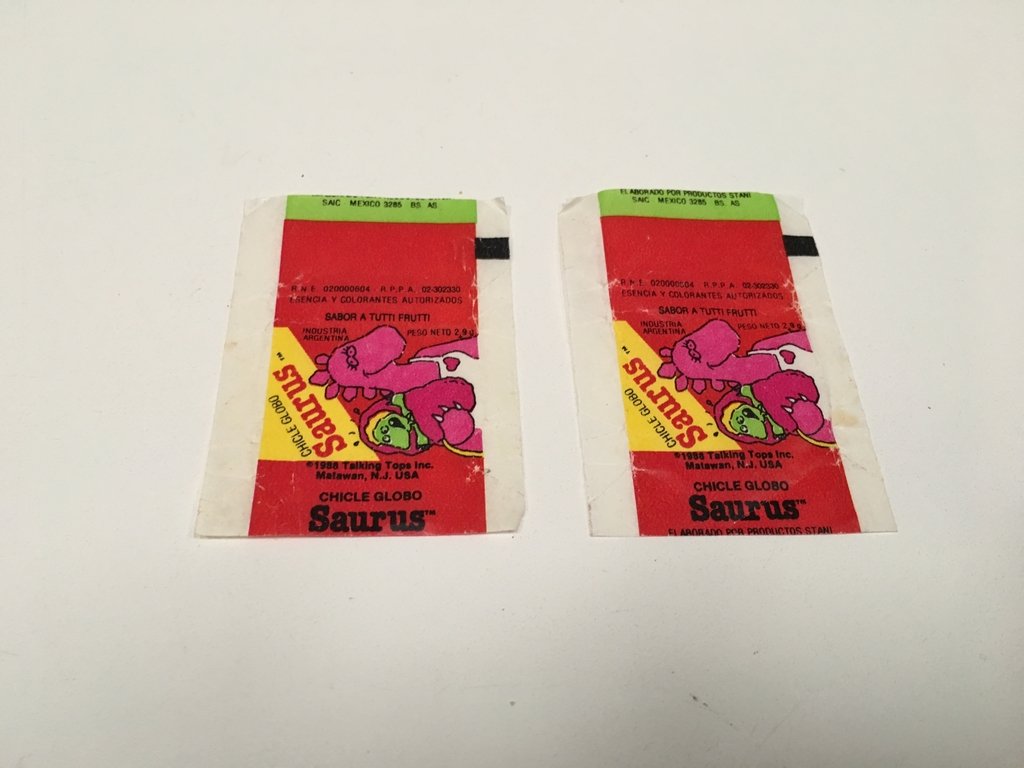 SAIC MEXICO 3285 BS. AS
R.N.E. 020000604 R.P.P.A. 02-302330
ESENCIA Y COLORANTES AUTORIZADOS
SABOR A TUTTI FRUTTI
INDUSTRIA
ARGENTINA
PESO NETO 2,9 g.
CHICLE GLOBO
Saurus™
©1988 Talking Tops Inc.
Matawan, N.J. USA
CHICLE GLOBO
Saurus™
ELABORADO POR PRODUCTOS STANI
SAIC MEXICO 3285 BS. AS
R.N.E. 020000604 R.P.P.A. 02-302330
ESENCIA Y COLORANTES AUTORIZADOS
SABOR A TUTTI FRUTTI
INDUSTRIA
ARGENTINA
PESO NETO 2,9 g.
CHICLE GLOBO
Saurus™
©1988 Talking Tops Inc.
Matawan, N.J. USA
CHICLE GLOBO
Saurus™
ELABORADO POR PRODUCTOS STANI